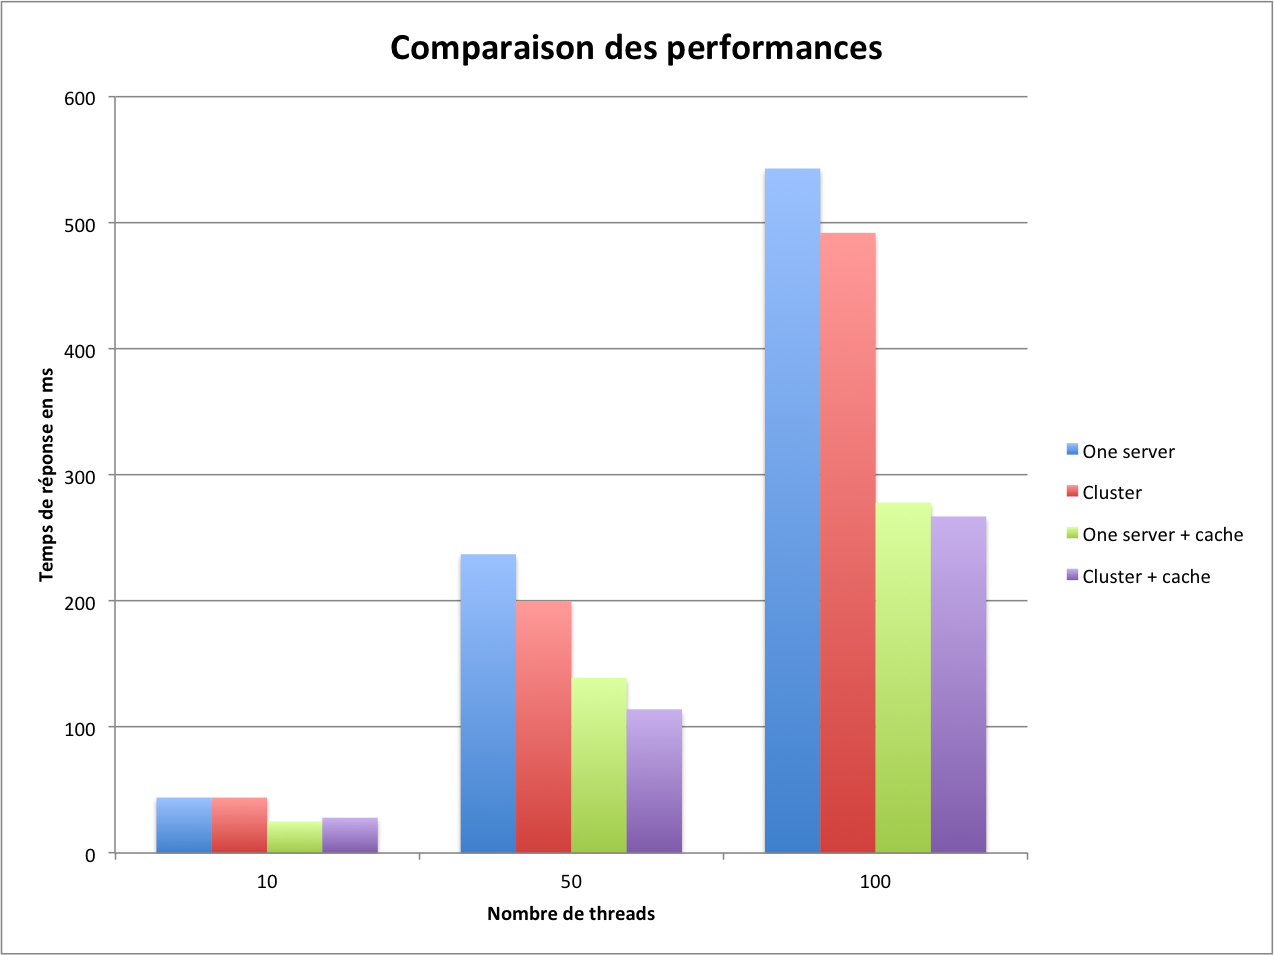 Comparaison des performances
600
500
400
300
200
100
0
Temps de réponse en ms
10
50
100
Nombre de threads
One server
Cluster
One server + cache
Cluster + cache